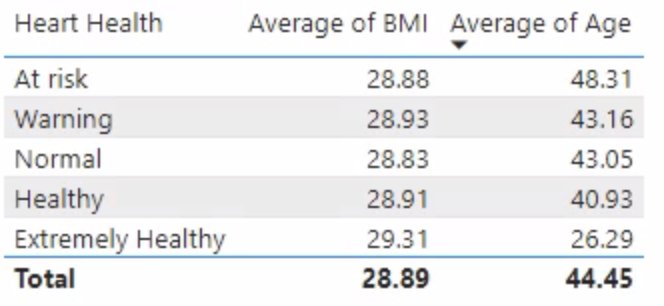 Heart Health Average of BMI Average of Age
At risk 28.88 48.31
Warning 28.93 43.16
Normal 28.83 43.05
Healthy 28.91 40.93
Extremely Healthy 29.31 26.29
Total 28.89 44.45